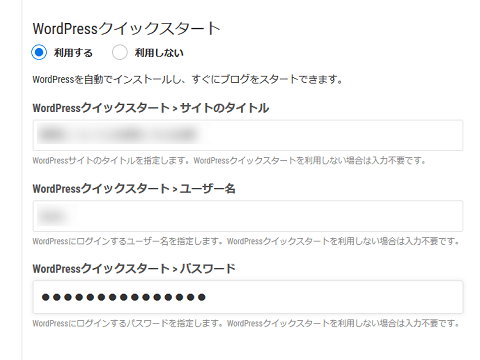 WordPressクイックスタート
利用する 利用しない
WordPressを自動でインストールし、すぐにブログをスタートできます。
WordPressクイックスタート > サイトのタイトル
WordPressサイトのタイトルを指定します。WordPressクイックスタートを利用しない場合は入力不要です。
WordPressクイックスタート > ユーザー名
WordPressにログインするユーザー名を指定します。WordPressクイックスタートを利用しない場合は入力不要です。
WordPressクイックスタート > パスワード
●●●●●●●●●●●●●●●
WordPressにログインするパスワードを指定します。WordPressクイックスタートを利用しない場合は入力不要です。